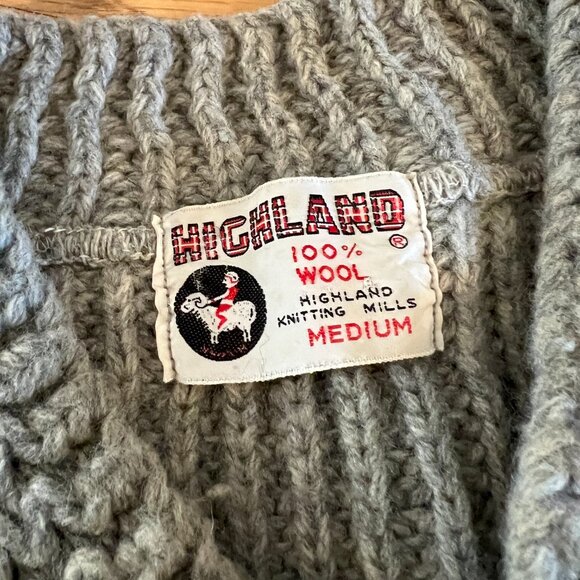 HIGHLAND
®
100%
WOOL
HIGHLAND
KNITTING MILLS
MEDIUM